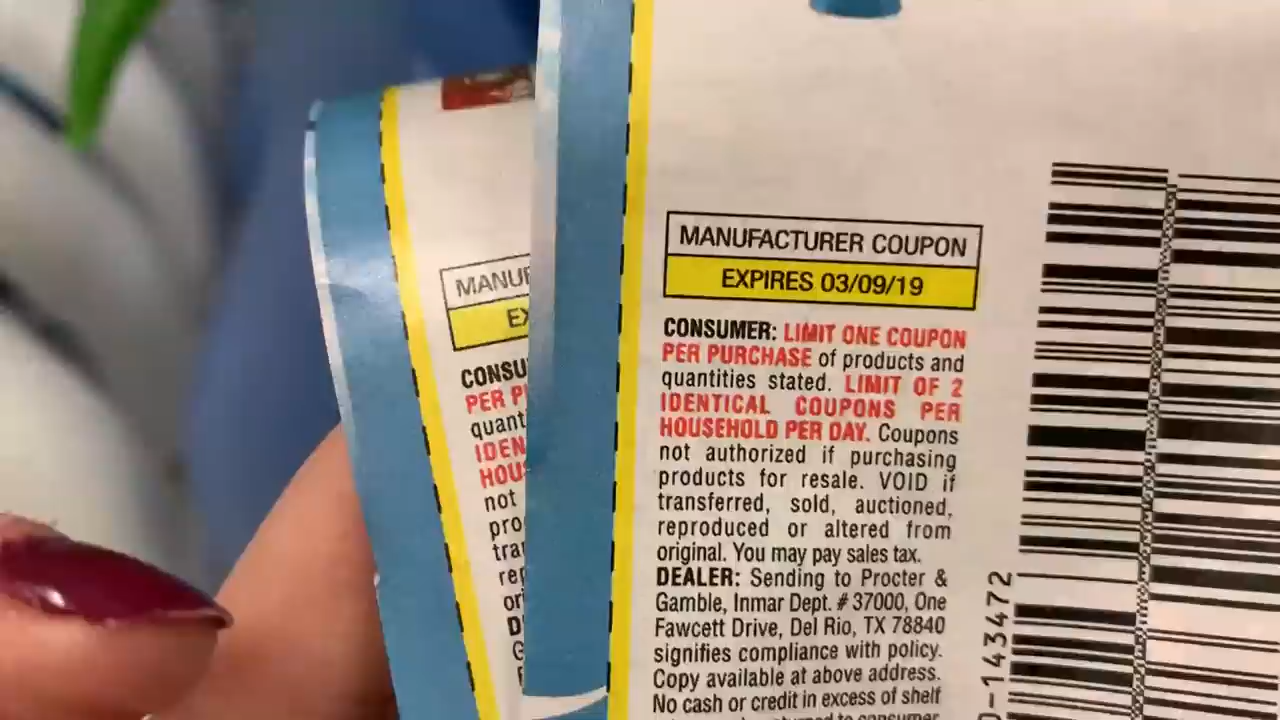 MANUFACTURER COUPON
EXPIRES 03/09/19
CONSUMER: LIMIT ONE COUPON
PER PURCHASE of products and
quantities stated. LIMIT OF 2
IDENTICAL COUPONS PER
HOUSEHOLD PER DAY. Coupons
not authorized if purchasing
products for resale. VOID if
transferred, sold, auctioned,
reproduced or altered from
original. You may pay sales tax.
DEALER: Sending to Procter &
Gamble, Inmar Dept. # 37000, One
Fawcett Drive, Del Rio, TX 78840
signifies compliance with policy.
Copy available at above address.
No cash or credit in excess of shelf
-143472
MANUF
EX
CONSU
PER P
quant
IDEN
HOUS
not
pro
tra
rep
ori